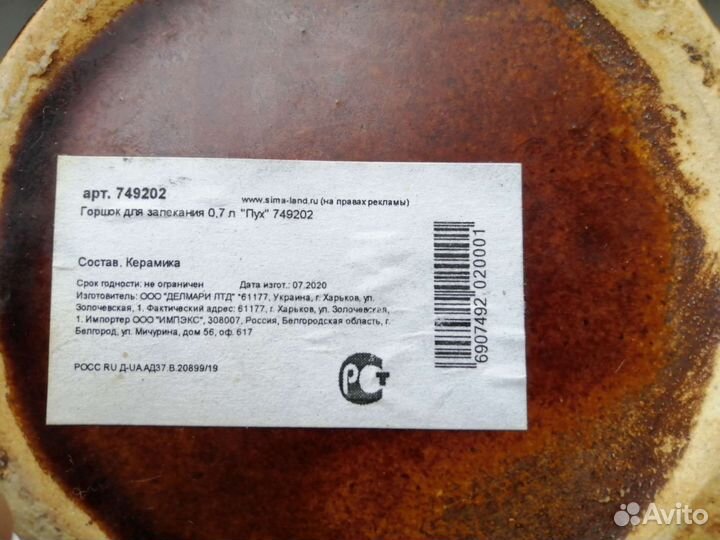 арт. 749202
www.sima-land.ru (на правах рекламы)
Горшок для запекания 0,7 л "Пух" 749202
Состав. Керамика
Срок годности: не ограничен Дата изгот.: 07.2020
Изготовитель: ООО "ДЕЛМАРИ ЛТД" "61177, Украина, г. Харьков, ул.
Золочевская, 1. Фактический адрес: 61177, г. Харьков, ул. Золочевская,
1. Импортер ООО "ИМПЭКС", 308007, Россия, Белгородская область, г.
Белгород, ул. Мичурина, дом 56, оф. 617
РОСС RU Д-UA.АД37.В.20899/19
РСТ
6907492 020001
Avito